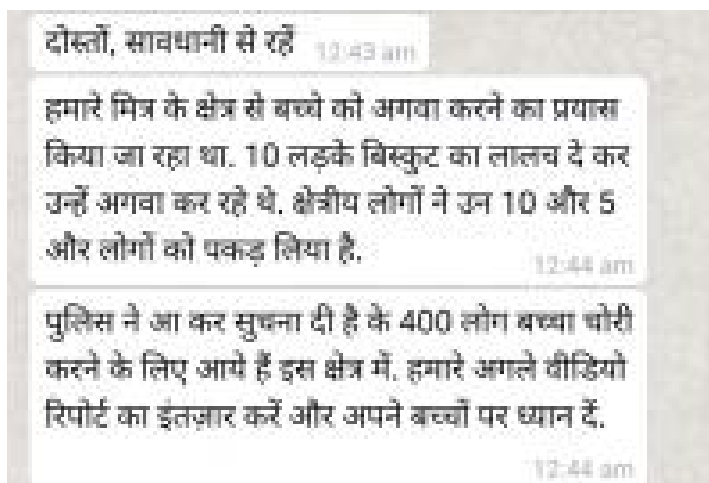 दोस्तों, सावधानी से रहें 12:43 am
हमारे मित्र के क्षेत्र से बच्चे को अगवा करने का प्रयास
किया जा रहा था. 10 लड़के बिस्कुट का लालच दे कर
उन्हें अगवा कर रहे थे. क्षेत्रीय लोगों ने उन 10 और 5
और लोगों को पकड़ लिया है.
12:44 am
पुलिस ने आ कर सुचना दी है के 400 लोग बच्चा चोरी
करने के लिए आये हैं इस क्षेत्र में. हमारे अगले वीडियो
रिपोर्ट का इंतज़ार करें और अपने बच्चों पर ध्यान दें.
12:44 am